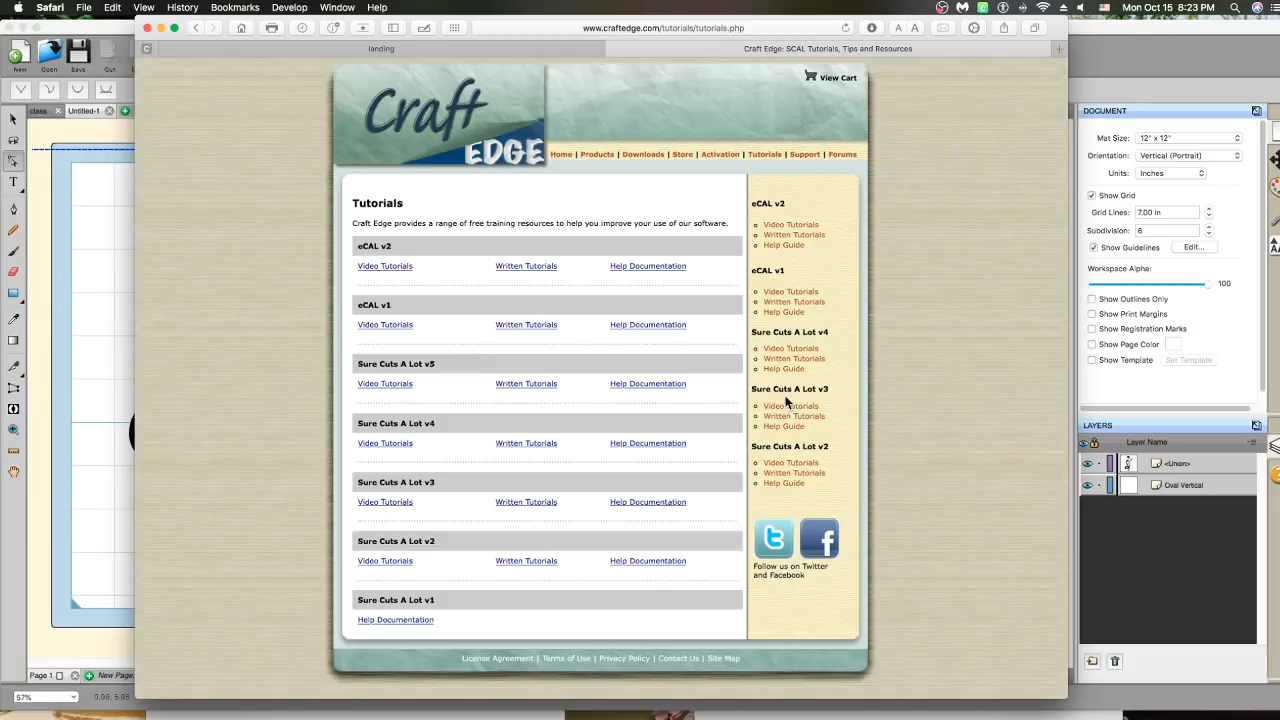 Safari File Edit View History Bookmarks Develop Window Help
Mon Oct 15 8:23 PM
www.craftedge.com/tutorials/tutorials.php
landing
Craft Edge: SCAL Tutorials, Tips and Resources
New Open Save Cut
class
Untitled-1
View Cart
Craft
EDGE
Home | Products | Downloads | Store | Activation | Tutorials | Support | Forums
Tutorials
Craft Edge provides a range of free training resources to help you improve your use of our software.
eCAL v2
Video Tutorials Written Tutorials Help Documentation
eCAL v1
Video Tutorials Written Tutorials Help Documentation
Sure Cuts A Lot v5
Video Tutorials Written Tutorials Help Documentation
Sure Cuts A Lot v4
Video Tutorials Written Tutorials Help Documentation
Sure Cuts A Lot v3
Video Tutorials Written Tutorials Help Documentation
Sure Cuts A Lot v2
Video Tutorials Written Tutorials Help Documentation
Sure Cuts A Lot v1
Help Documentation
eCAL v2
Video Tutorials
Written Tutorials
Help Guide
eCAL v1
Video Tutorials
Written Tutorials
Help Guide
Sure Cuts A Lot v4
Video Tutorials
Written Tutorials
Help Guide
Sure Cuts A Lot v3
Video Tutorials
Written Tutorials
Help Guide
Sure Cuts A Lot v2
Video Tutorials
Written Tutorials
Help Guide
Follow us on Twitter
and Facebook
License Agreement | Terms of Use | Privacy Policy | Contact Us | Site Map
DOCUMENT
Mat Size: 12" x 12"
Orientation: Vertical (Portrait)
Units: Inches
Show Grid
Grid Lines: 7.00 in
Subdivision: 6
Show Guidelines Edit...
Workspace Alpha:
100
Show Outlines Only
Show Print Margins
Show Registration Marks
Show Page Color
Show Template Set Template
LAYERS
Layer Name
<Union>
Oval Vertical
Page 1
New Page
57%